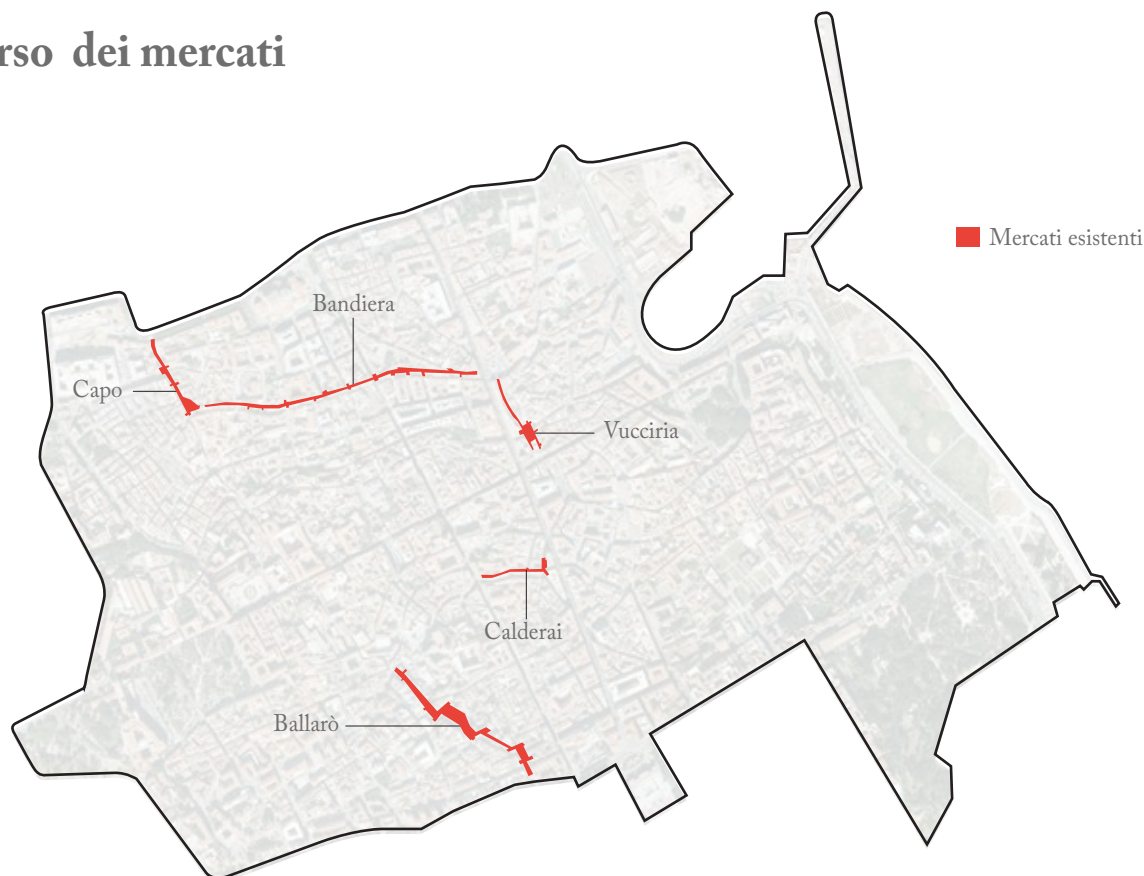 rso dei mercati
Mercati esistenti
Bandiera
Capo
Vucciria
Calderai
Ballarò